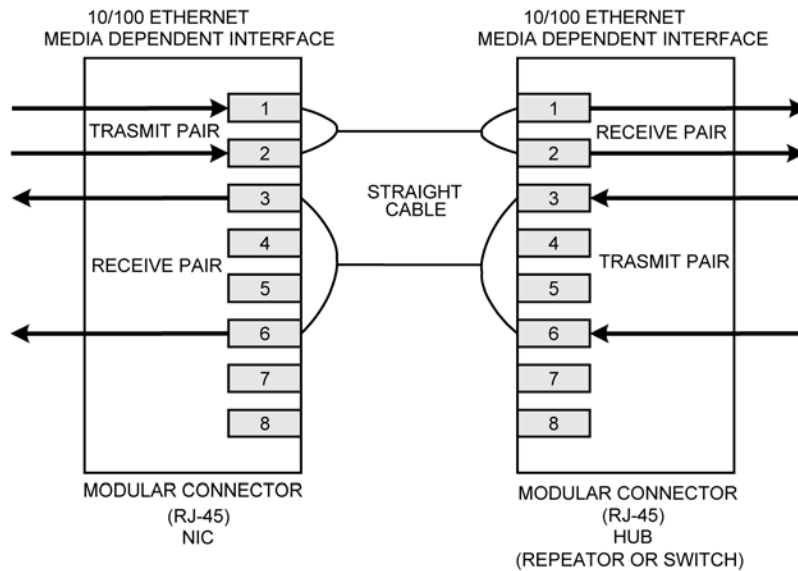 10/100 ETHERNET
MEDIA DEPENDENT INTERFACE
1
TRASMIT PAIR
2
3
4
RECEIVE PAIR
5
6
7
8
MODULAR CONNECTOR
(RJ-45)
NIC
STRAIGHT
CABLE
10/100 ETHERNET
MEDIA DEPENDENT INTERFACE
1
RECEIVE PAIR
2
3
4
TRASMIT PAIR
5
6
7
8
MODULAR CONNECTOR
(RJ-45)
HUB
(REPEATOR OR SWITCH)